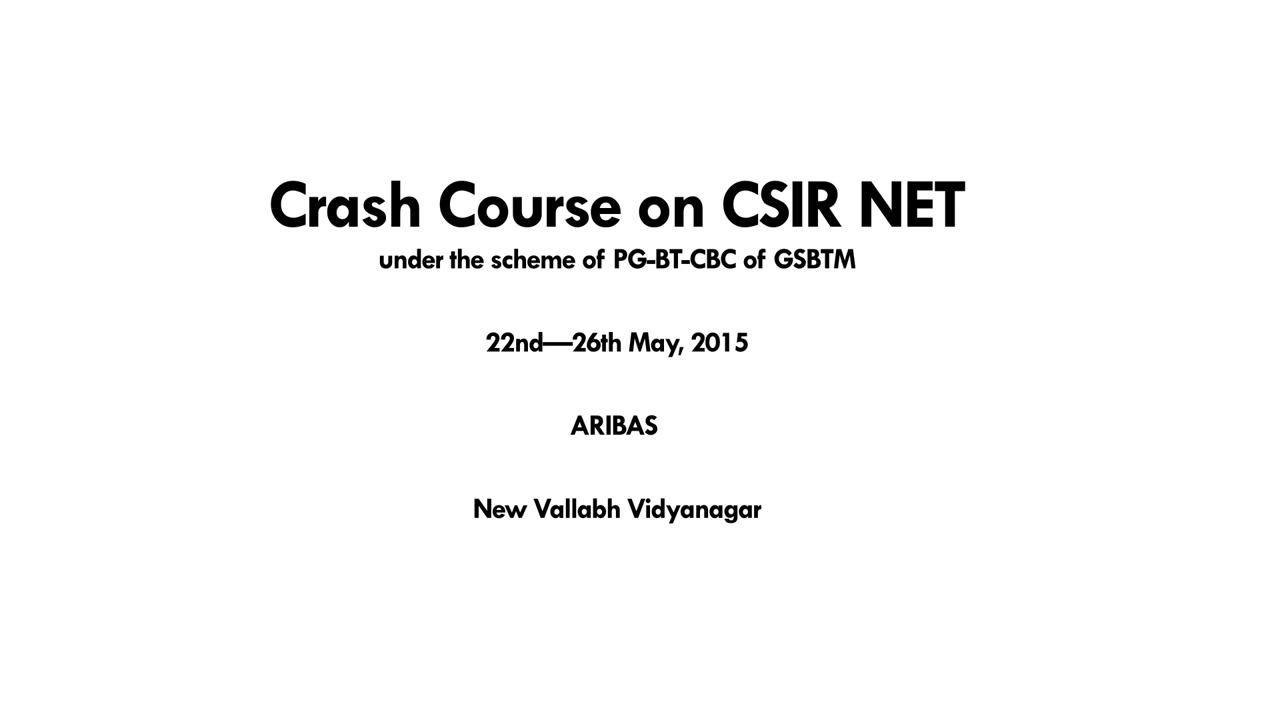 Crash Course on CSIR NET
under the scheme of PG-BT-CBC of GSBTM
22nd—26th May, 2015
ARIBAS
New Vallabh Vidyanagar